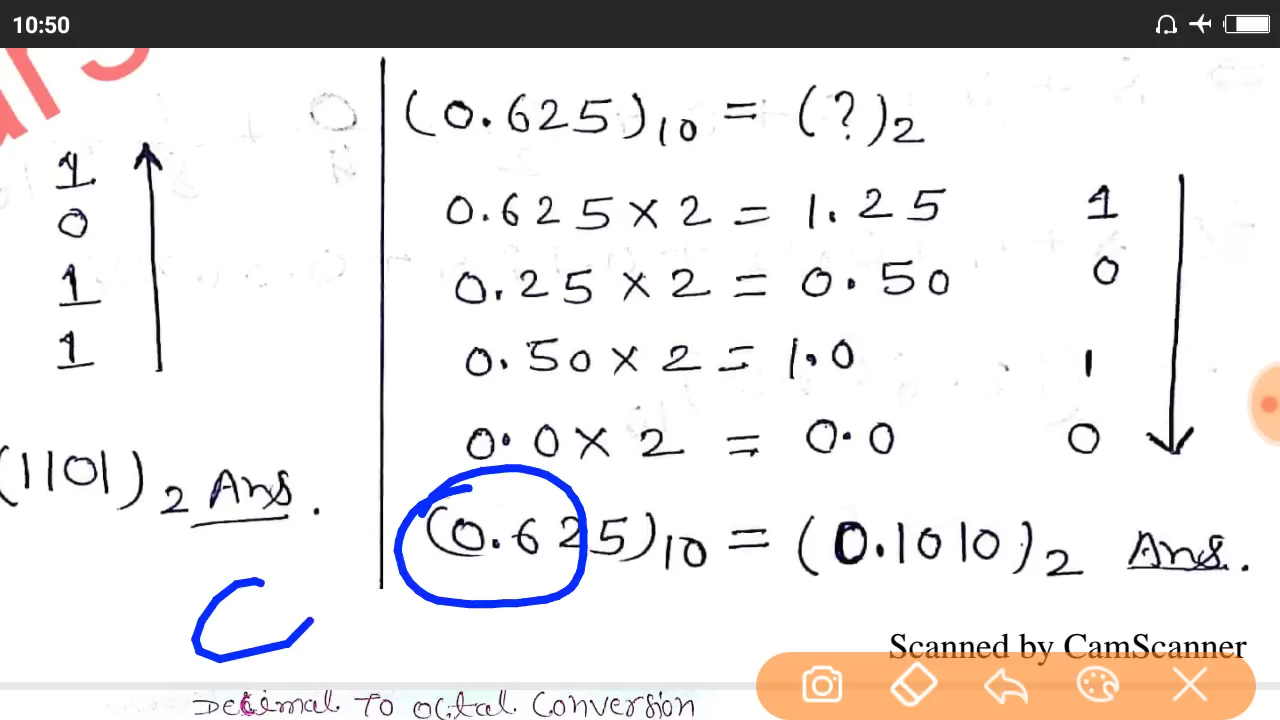 10:50
1
0
1
1
(1101)2 Ans.
(0.625)10 = (?)2
0.625 × 2 = 1.25 1
0.25 × 2 = 0.50 0
0.50 × 2 = 1.0 1
0.0 × 2 = 0.0 0
(0.625)10 = (0.1010)2 Ans.
Scanned by CamScanner
Decimal To Octal Conversion